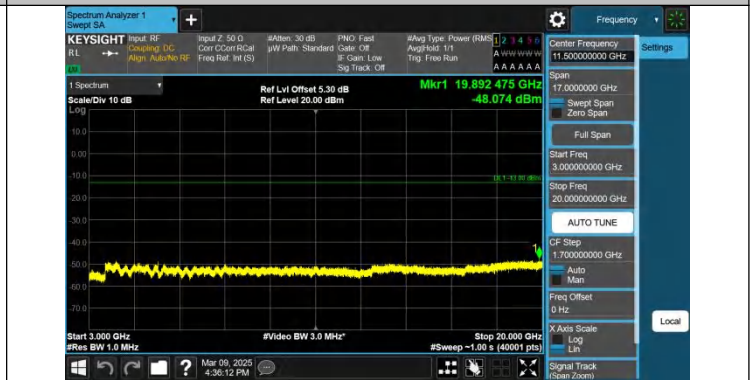 Spectrum Analyzer 1
Swept SA
Frequency
KEYSIGHT
RL
Input: RF
Coupling: DC
Align: Auto/No RF
Input Z: 50 Ω
Corr CCorr RCal
Freq Ref: Int (S)
#Atten: 30 dB
µW Path: Standard
PNO: Fast
Gate: Off
IF Gain: Low
Sig Track: Off
#Avg Type: Power (RMS
Avg|Hold: 1/1
Trig: Free Run
1 2 3 4 5 6
A W W W W W
A A A A A A
1 Spectrum
Scale/Div 10 dB
Log
Ref Lvl Offset 5.30 dB
Ref Level 20.00 dBm
Mkr1 19.892 475 GHz
-48.074 dBm
10.0
0.00
-10.0
-20.0
-30.0
-40.0
-50.0
-60.0
-70.0
DL1 -13.00 dBm
1
Start 3.000 GHz
#Res BW 1.0 MHz
#Video BW 3.0 MHz*
Stop 20.000 GHz
#Sweep ~1.00 s (40001 pts)
Mar 09, 2025
4:36:12 PM
Center Frequency
11.500000000 GHz
Settings
Span
17.0000000 GHz
Swept Span
Zero Span
Full Span
Start Freq
3.000000000 GHz
Stop Freq
20.000000000 GHz
AUTO TUNE
CF Step
1.700000000 GHz
Auto
Man
Freq Offset
0 Hz
X Axis Scale
Log
Lin
Local
Signal Track
(Span Zoom)